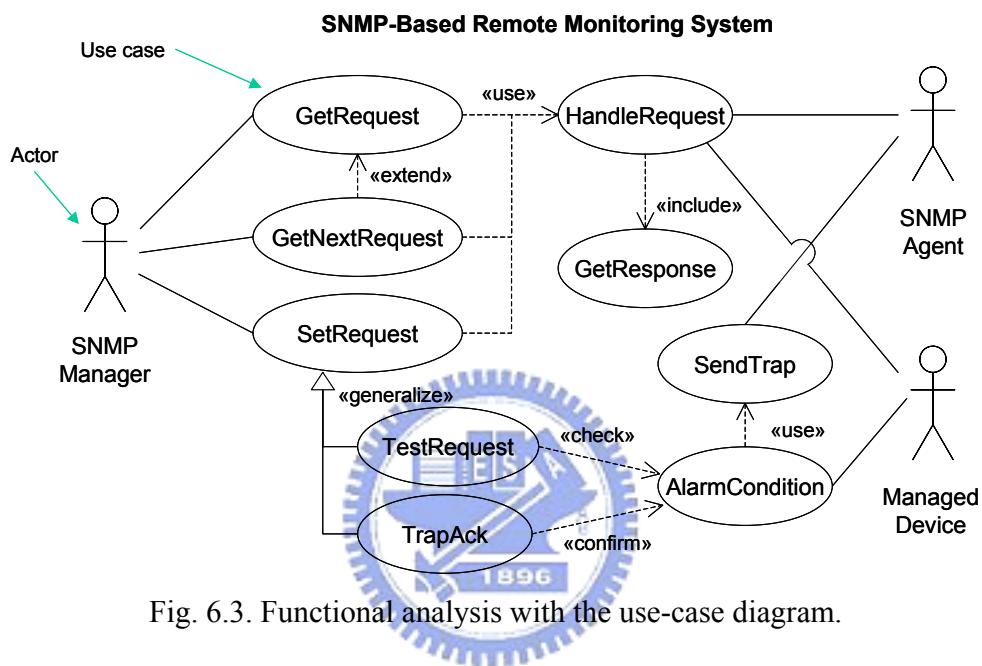 SNMP-Based Remote Monitoring System
Use case
«use»
GetRequest
HandleRequest
Actor
«extend»
«include»
GetNextRequest
SNMP
Agent
GetResponse
SetRequest
SNMP
Manager
SendTrap
«generalize»
TestRequest
«check»
«use»
AlarmCondition
Managed
Device
TrapAck
«confirm»
1896
Fig. 6.3. Functional analysis with the use-case diagram.